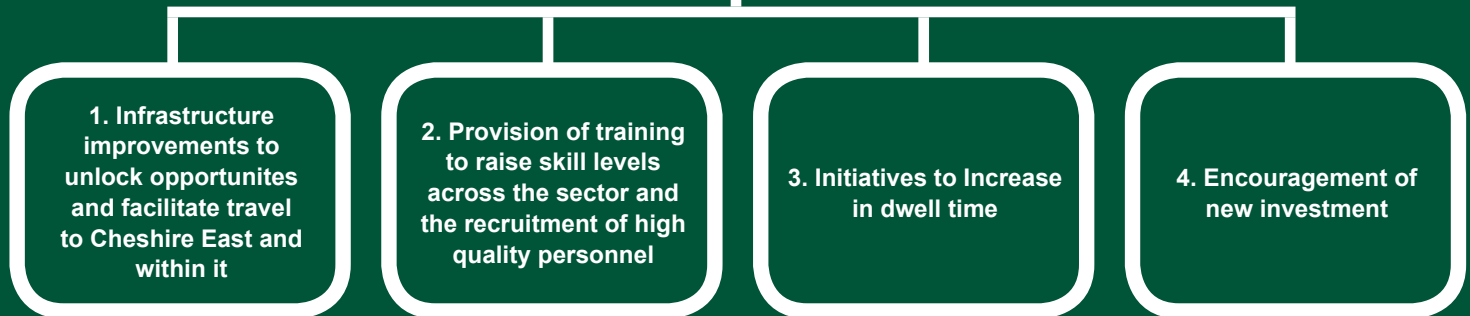 1. Infrastructure
improvements to
unlock opportunites
and facilitate travel
to Cheshire East and
within it
2. Provision of training
to raise skill levels
across the sector and
the recruitment of high
quality personnel
3. Initiatives to Increase
in dwell time
4. Encouragement of
new investment